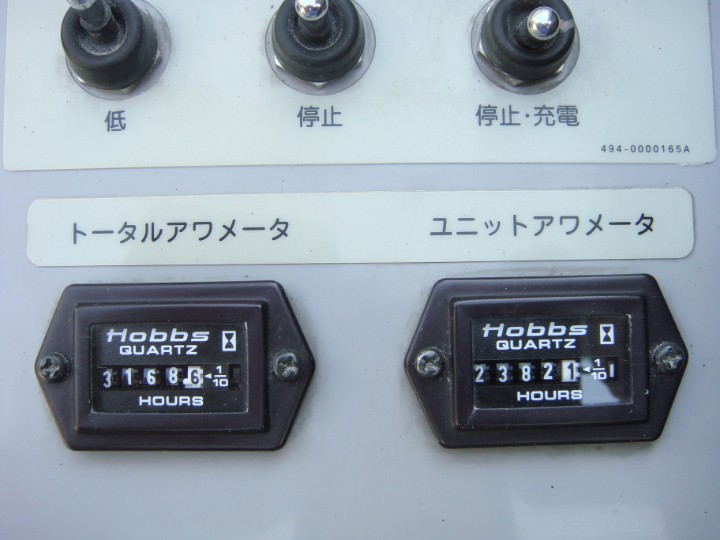 低
停止
停止・充電
494-0000165A
トータルアワメータ
ユニットアワメータ
Hobbs
QUARTZ
31686 1/10
HOURS
Hobbs
QUARTZ
23821 1/10
HOURS